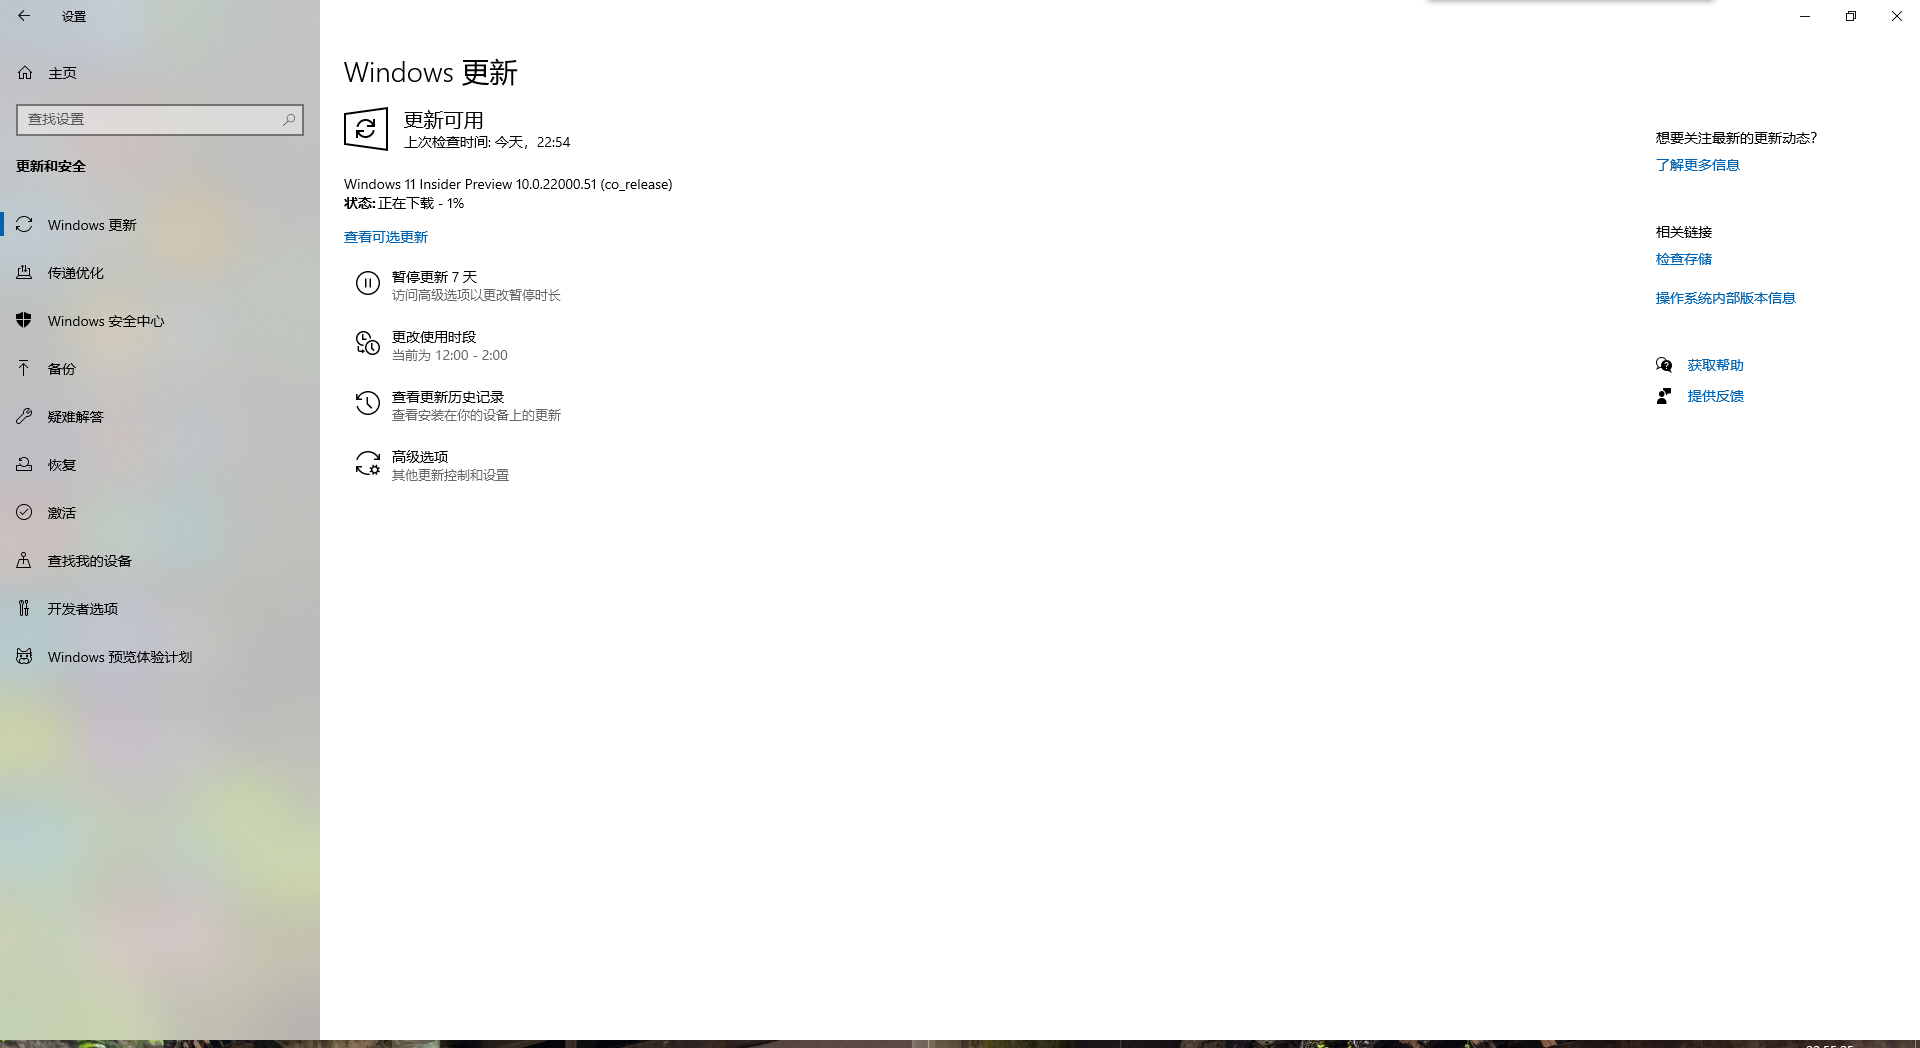 设置
主页
查找设置
更新和安全
Windows 更新
传递优化
Windows 安全中心
备份
疑难解答
恢复
激活
查找我的设备
开发者选项
Windows 预览体验计划
Windows 更新
更新可用
上次检查时间: 今天，22:54
Windows 11 Insider Preview 10.0.22000.51 (co_release)
状态: 正在下载 - 1%
查看可选更新
暂停更新 7 天
访问高级选项以更改暂停时长
更改使用时段
当前为 12:00 - 2:00
查看更新历史记录
查看安装在你的设备上的更新
高级选项
其他更新控制和设置
想要关注最新的更新动态?
了解更多信息
相关链接
检查存储
操作系统内部版本信息
获取帮助
提供反馈